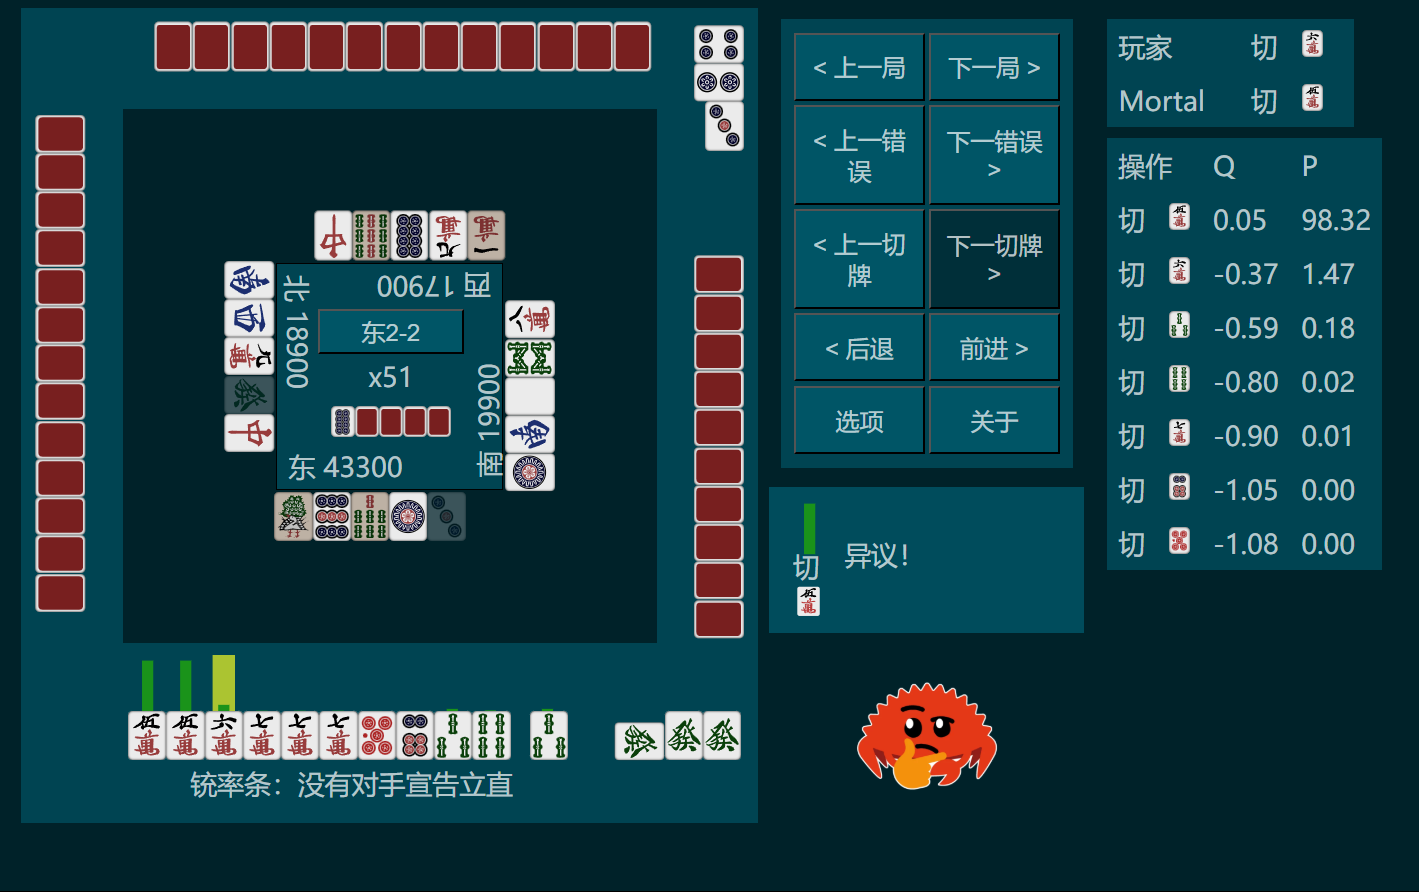 < 上一局
下一局 >
< 上一错误
下一错误 >
< 上一切牌
下一切牌 >
< 后退
前进 >
选项
关于
玩家 切
Mortal 切
操作 Q P
切 0.05 98.32
切 -0.37 1.47
切 -0.59 0.18
切 -0.80 0.02
切 -0.90 0.01
切 -1.05 0.00
切 -1.08 0.00
切
异议!
西 17900
北 18900
东2-2
x51
南 19900
东 43300
铳率条：没有对手宣告立直